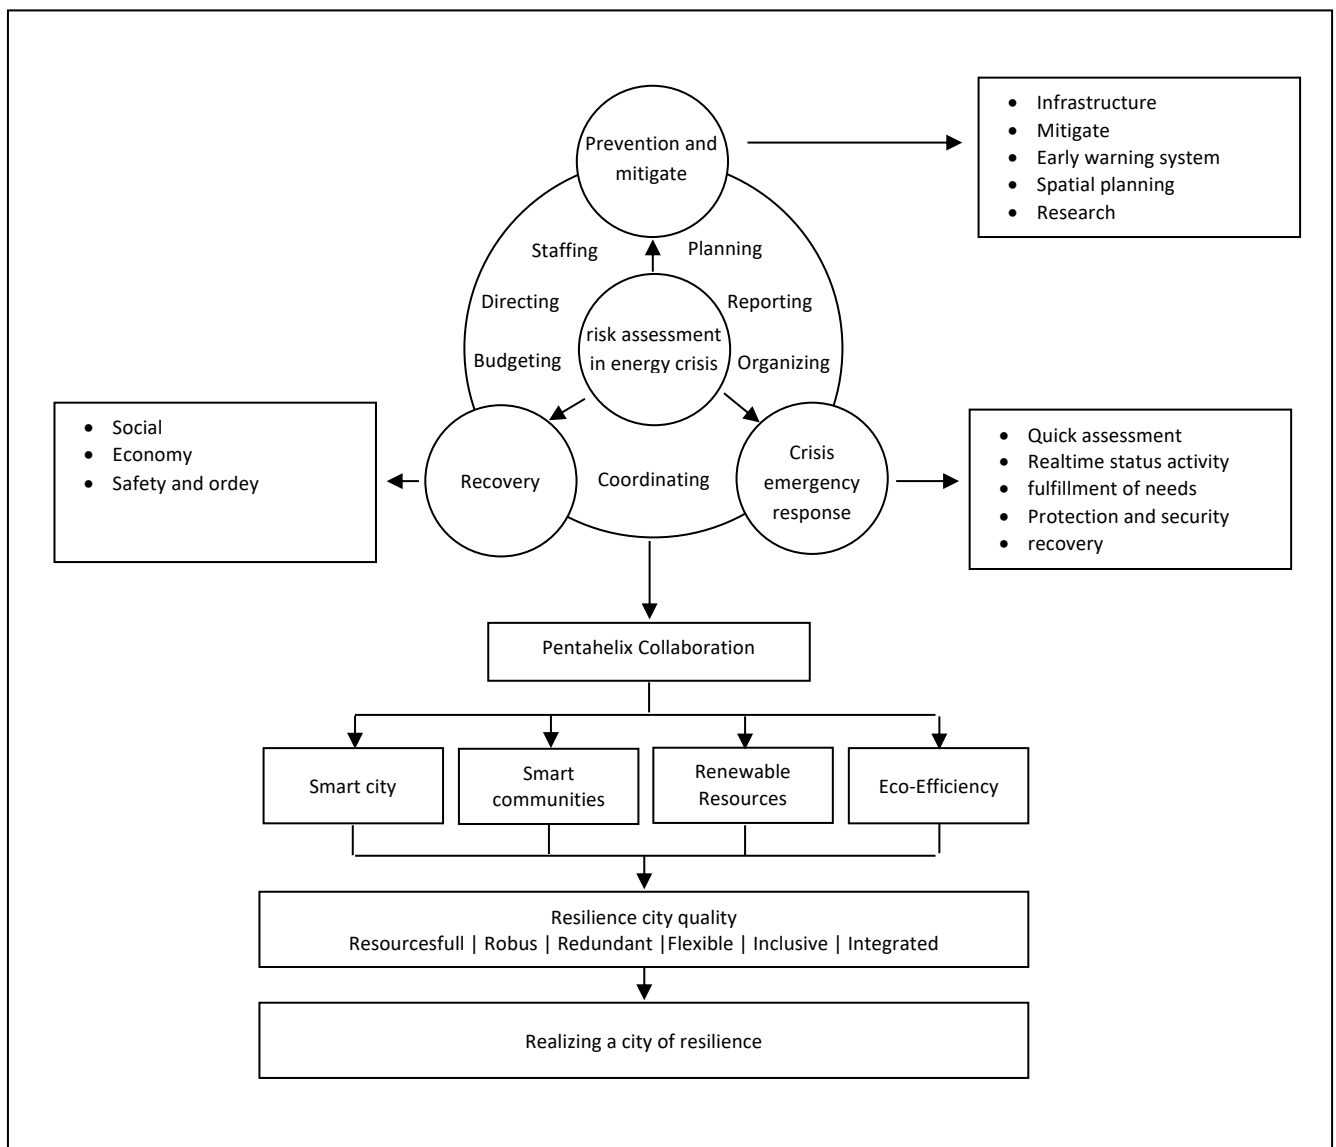 Prevention and
mitigate
• Infrastructure
• Mitigate
• Early warning system
• Spatial planning
• Research
Staffing
Planning
Directing
Reporting
risk assessment
in energy crisis
Budgeting
Organizing
• Social
• Economy
• Safety and ordey
Recovery
Coordinating
Crisis
emergency
response
• Quick assessment
• Realtime status activity
• fulfillment of needs
• Protection and security
• recovery
Pentahelix Collaboration
Smart city
Smart
communities
Renewable
Resources
Eco-Efficiency
Resilience city quality
Resourcesfull | Robus | Redundant |Flexible | Inclusive | Integrated
Realizing a city of resilience